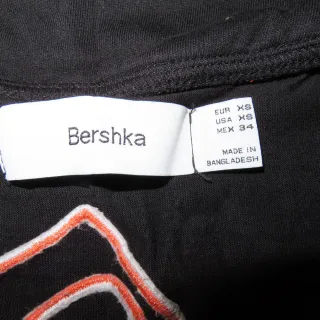 Bershka
EUR XS
USA XS
MEX 34
MADE IN
BANGLADESH